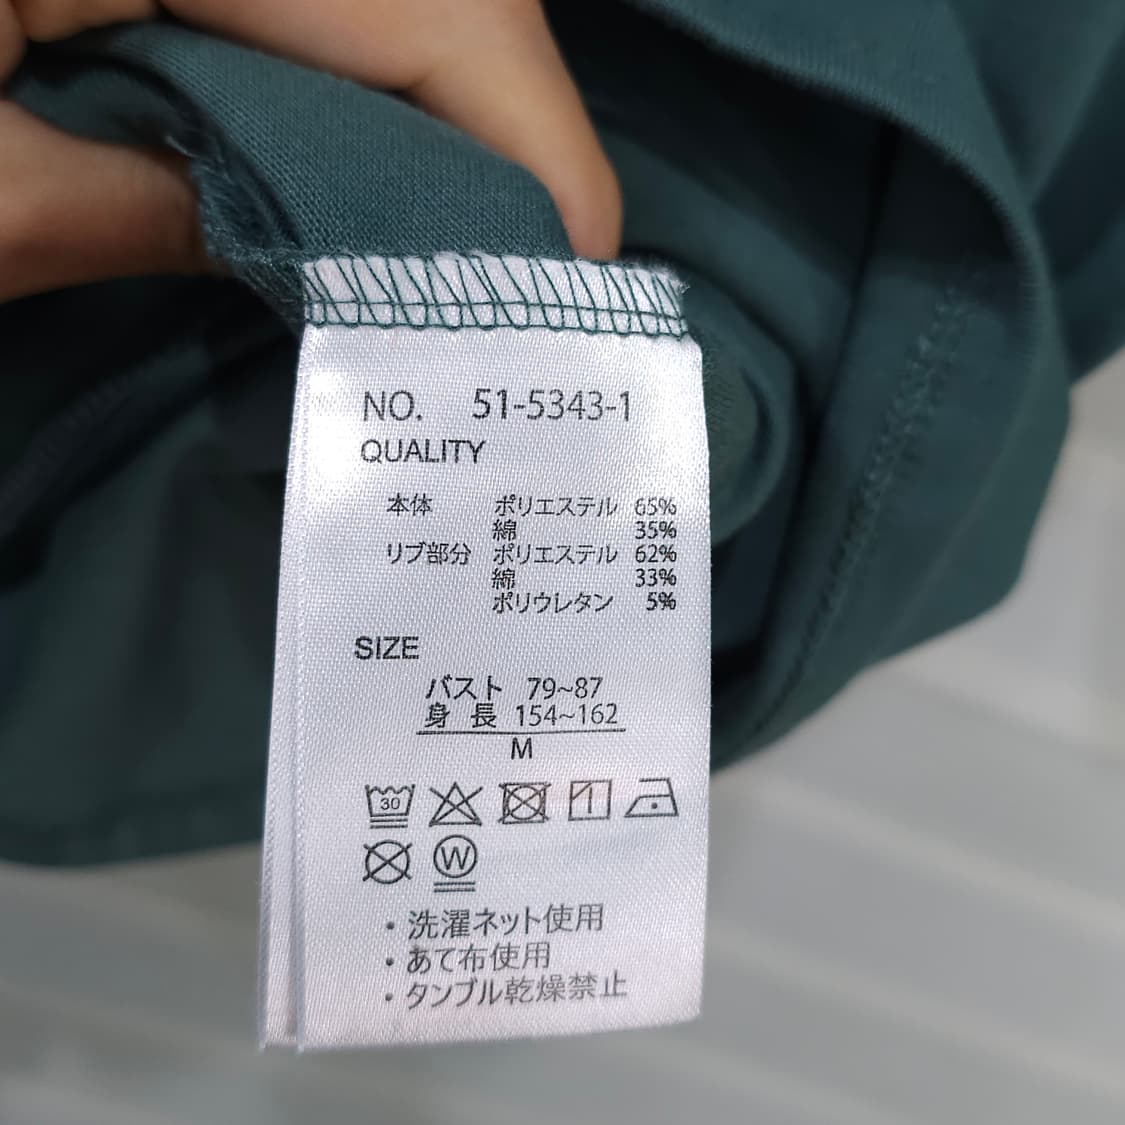 NO. 51-5343-1
QUALITY
本体 ポリエステル 65%
綿 35%
リブ部分 ポリエステル 62%
綿 33%
ポリウレタン 5%
SIZE
バスト 79~87
身 長 154~162
M
30
W
・洗濯ネット使用
・あて布使用
・タンブル乾燥禁止